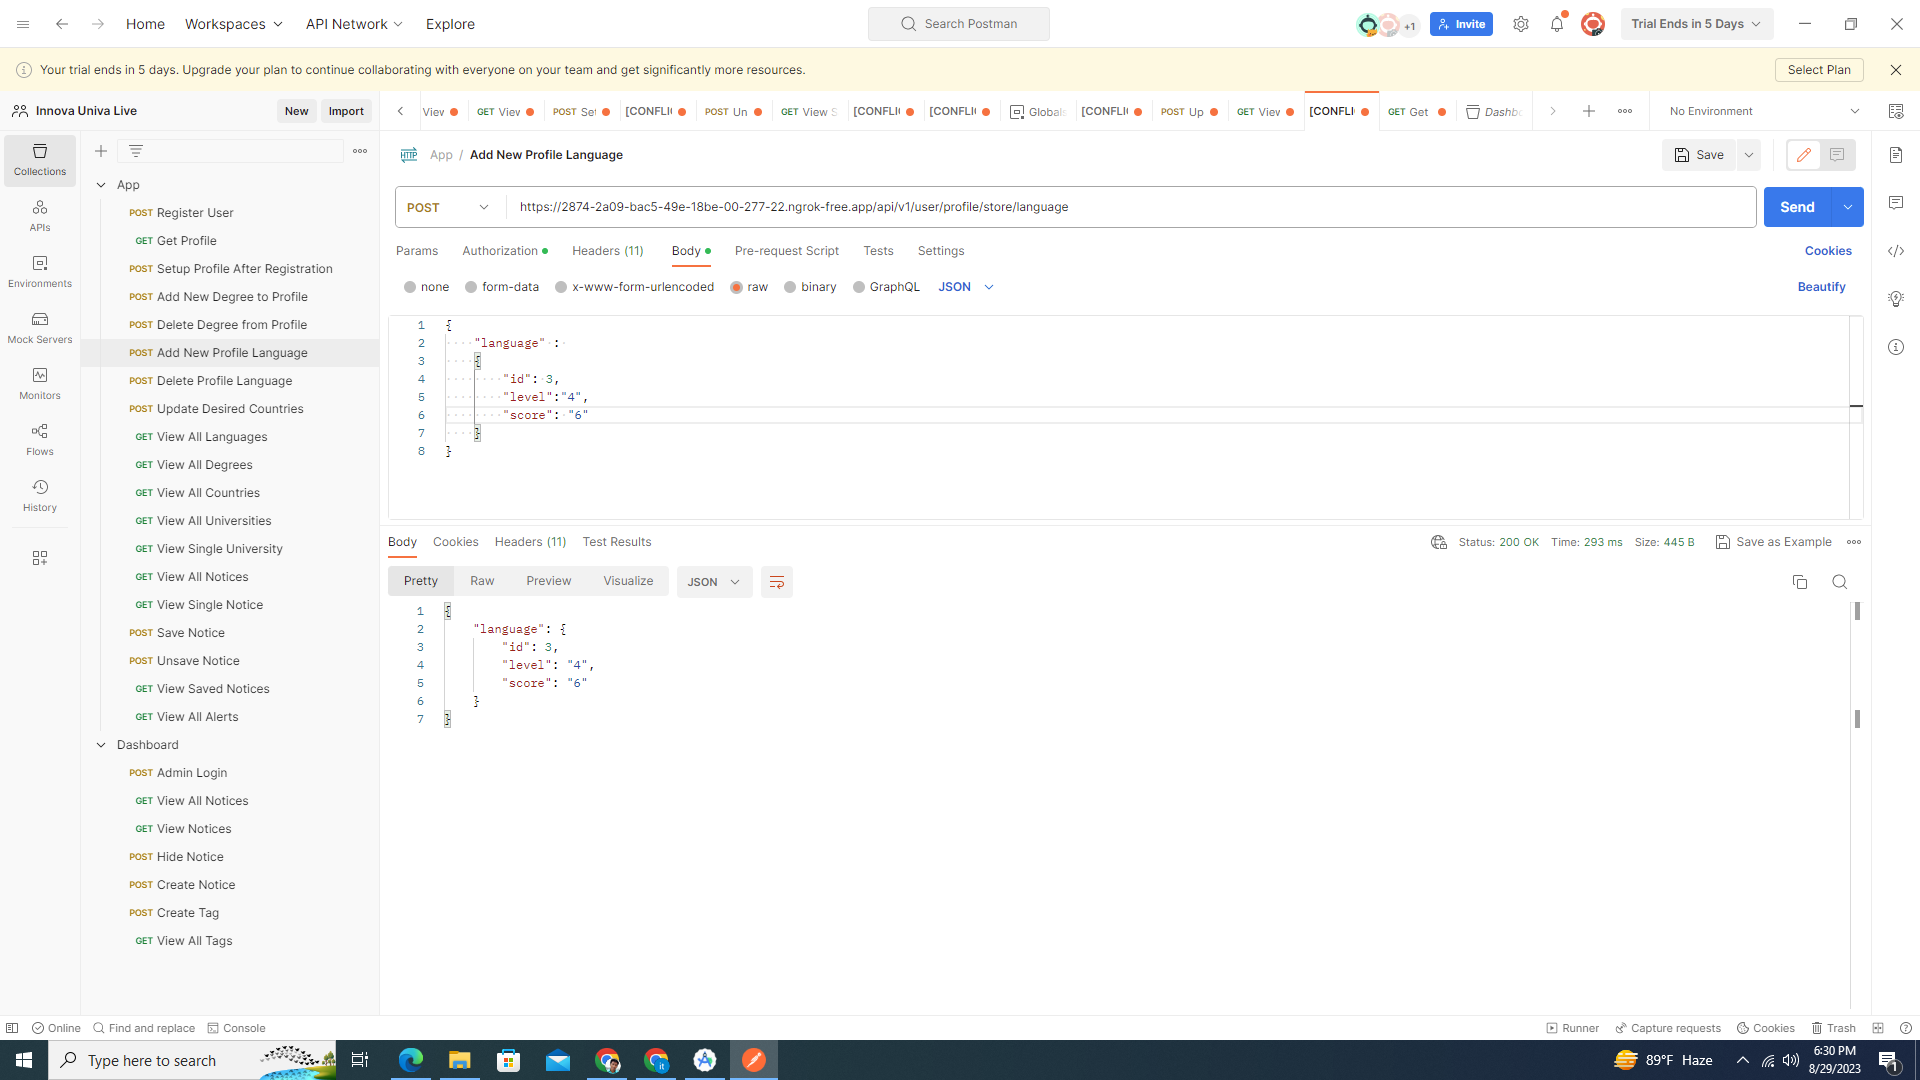 Home Workspaces API Network Explore
Search Postman
+1 Invite Trial Ends in 5 Days
Your trial ends in 5 days. Upgrade your plan to continue collaborating with everyone on your team and get significantly more resources.
Select Plan
Innova Univa Live New Import
View GET View POST Set [CONFLI POST Un GET View S [CONFLI [CONFLI Globals [CONFLI POST Up GET View [CONFLI GET Get Dashbo
No Environment
Collections
APIs
Environments
Mock Servers
Monitors
Flows
History
App
POST Register User
GET Get Profile
POST Setup Profile After Registration
POST Add New Degree to Profile
POST Delete Degree from Profile
POST Add New Profile Language
POST Delete Profile Language
POST Update Desired Countries
GET View All Languages
GET View All Degrees
GET View All Countries
GET View All Universities
GET View Single University
GET View All Notices
GET View Single Notice
POST Save Notice
POST Unsave Notice
GET View Saved Notices
GET View All Alerts
Dashboard
POST Admin Login
GET View All Notices
GET View Notices
POST Hide Notice
POST Create Notice
POST Create Tag
GET View All Tags
HTTP App / Add New Profile Language
Save
POST https://2874-2a09-bac5-49e-18be-00-277-22.ngrok-free.app/api/v1/user/profile/store/language
Send
Params Authorization Headers (11) Body Pre-request Script Tests Settings Cookies
none form-data x-www-form-urlencoded raw binary GraphQL JSON Beautify
1 {
2 "language" :
3 {
4 "id": 3,
5 "level":"4",
6 "score": "6"
7 }
8 }
Body Cookies Headers (11) Test Results
Status: 200 OK Time: 293 ms Size: 445 B Save as Example
Pretty Raw Preview Visualize JSON
1 {
2 "language": {
3 "id": 3,
4 "level": "4",
5 "score": "6"
6 }
7 }
Online Find and replace Console
Runner Capture requests Cookies Trash
Type here to search
it
89°F Haze
6:30 PM
8/29/2023
1